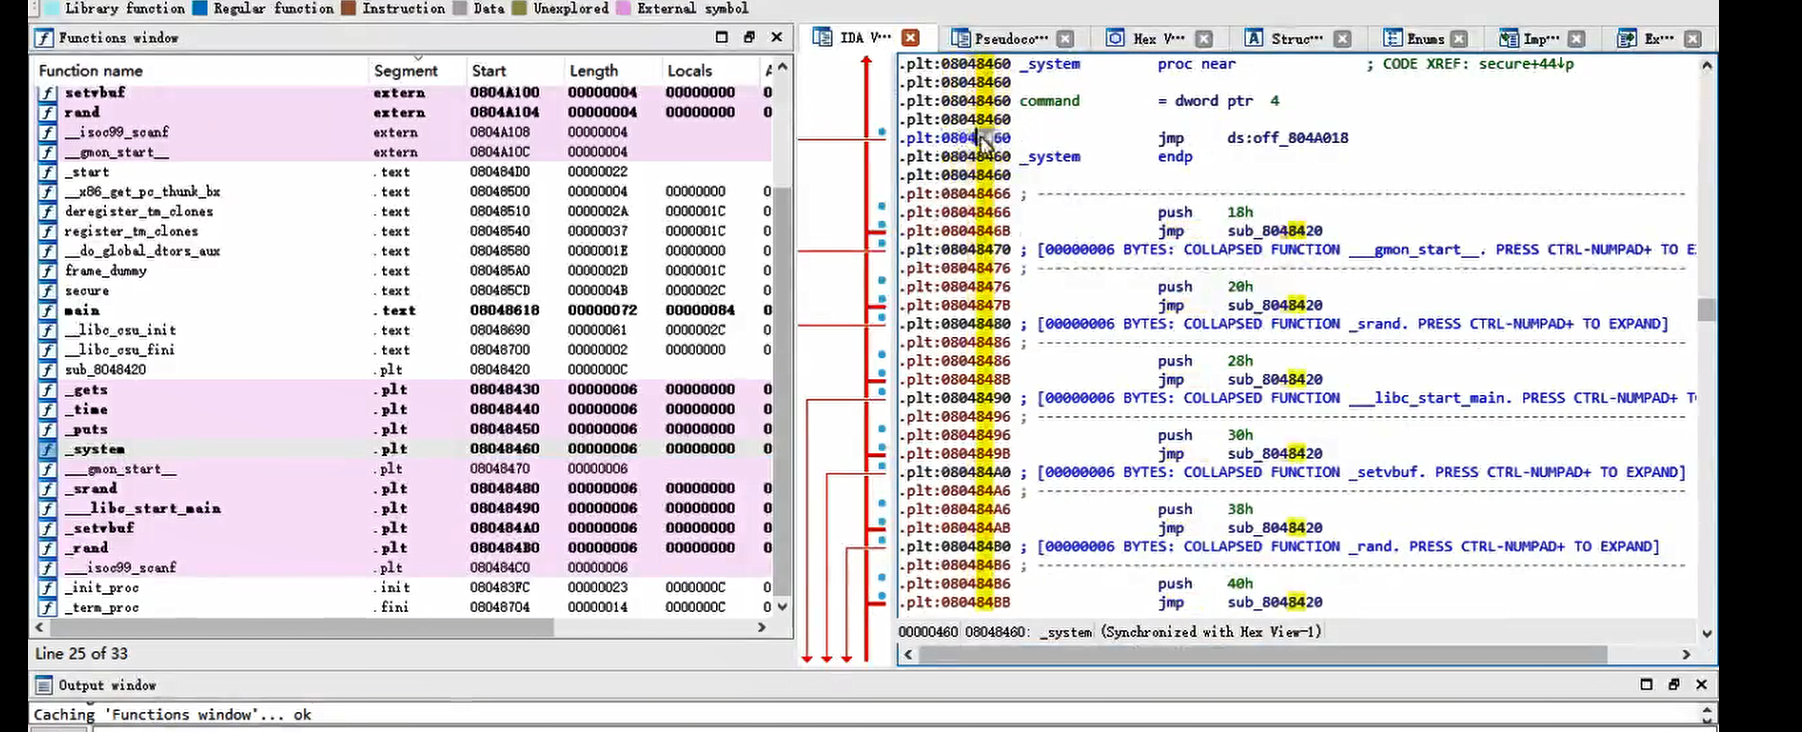 Library function Regular function Instruction Data Unexplored External symbol
Functions window
Function name Segment Start Length Locals A
setvbuf extern 0804A100 00000004 00000000 0
rand extern 0804A104 00000004 00000000 0
__isoc99_scanf extern 0804A108 00000004
__gmon_start__ extern 0804A10C 00000004
_start .text 080484D0 00000022
__x86_get_pc_thunk_bx .text 08048500 00000004 00000000 0
deregister_tm_clones .text 08048510 0000002A 0000001C 0
register_tm_clones .text 08048540 00000037 0000001C 0
__do_global_dtors_aux .text 08048580 0000001E 00000000 0
frame_dummy .text 080485A0 0000002D 0000001C 0
secure .text 080485CD 0000004B 0000002C 0
main .text 08048618 00000072 00000084 0
__libc_csu_init .text 08048690 00000061 0000002C 0
__libc_csu_fini .text 08048700 00000002 00000000 0
sub_8048420 .plt 08048420 0000000C 0
_gets .plt 08048430 00000006 00000000 0
_time .plt 08048440 00000006 00000000 0
_puts .plt 08048450 00000006 00000000 0
_system .plt 08048460 00000006 00000000 0
___gmon_start__ .plt 08048470 00000006
_srand .plt 08048480 00000006 00000000 0
___libc_start_main .plt 08048490 00000006 00000000 0
_setvbuf .plt 080484A0 00000006 00000000 0
_rand .plt 080484B0 00000006 00000000 0
___isoc99_scanf .plt 080484C0 00000006
_init_proc .init 080483FC 00000023 0000000C 0
_term_proc .fini 08048704 00000014 0000000C 0
Line 25 of 33
IDA V··· Pseudoco··· Hex V··· Struc··· Enums Imp··· Ex···
.plt:08048460 _system proc near ; CODE XREF: secure+44↓p
.plt:08048460
.plt:08048460 command = dword ptr 4
.plt:08048460
.plt:08048460 jmp ds:off_804A018
.plt:08048460 _system endp
.plt:08048460
.plt:08048466 ; ---------------------------------------------------------------------------
.plt:08048466 push 18h
.plt:0804846B jmp sub_8048420
.plt:08048470 ; [00000006 BYTES: COLLAPSED FUNCTION ___gmon_start__. PRESS CTRL-NUMPAD+ TO E
.plt:08048476 ; ---------------------------------------------------------------------------
.plt:08048476 push 20h
.plt:0804847B jmp sub_8048420
.plt:08048480 ; [00000006 BYTES: COLLAPSED FUNCTION _srand. PRESS CTRL-NUMPAD+ TO EXPAND]
.plt:08048486 ; ---------------------------------------------------------------------------
.plt:08048486 push 28h
.plt:0804848B jmp sub_8048420
.plt:08048490 ; [00000006 BYTES: COLLAPSED FUNCTION ___libc_start_main. PRESS CTRL-NUMPAD+ T
.plt:08048496 ; ---------------------------------------------------------------------------
.plt:08048496 push 30h
.plt:0804849B jmp sub_8048420
.plt:080484A0 ; [00000006 BYTES: COLLAPSED FUNCTION _setvbuf. PRESS CTRL-NUMPAD+ TO EXPAND]
.plt:080484A6 ; ---------------------------------------------------------------------------
.plt:080484A6 push 38h
.plt:080484AB jmp sub_8048420
.plt:080484B0 ; [00000006 BYTES: COLLAPSED FUNCTION _rand. PRESS CTRL-NUMPAD+ TO EXPAND]
.plt:080484B6 ; ---------------------------------------------------------------------------
.plt:080484B6 push 40h
.plt:080484BB jmp sub_8048420
00000460 08048460: _system (Synchronized with Hex View-1)
Output window
Caching 'Functions window'... ok